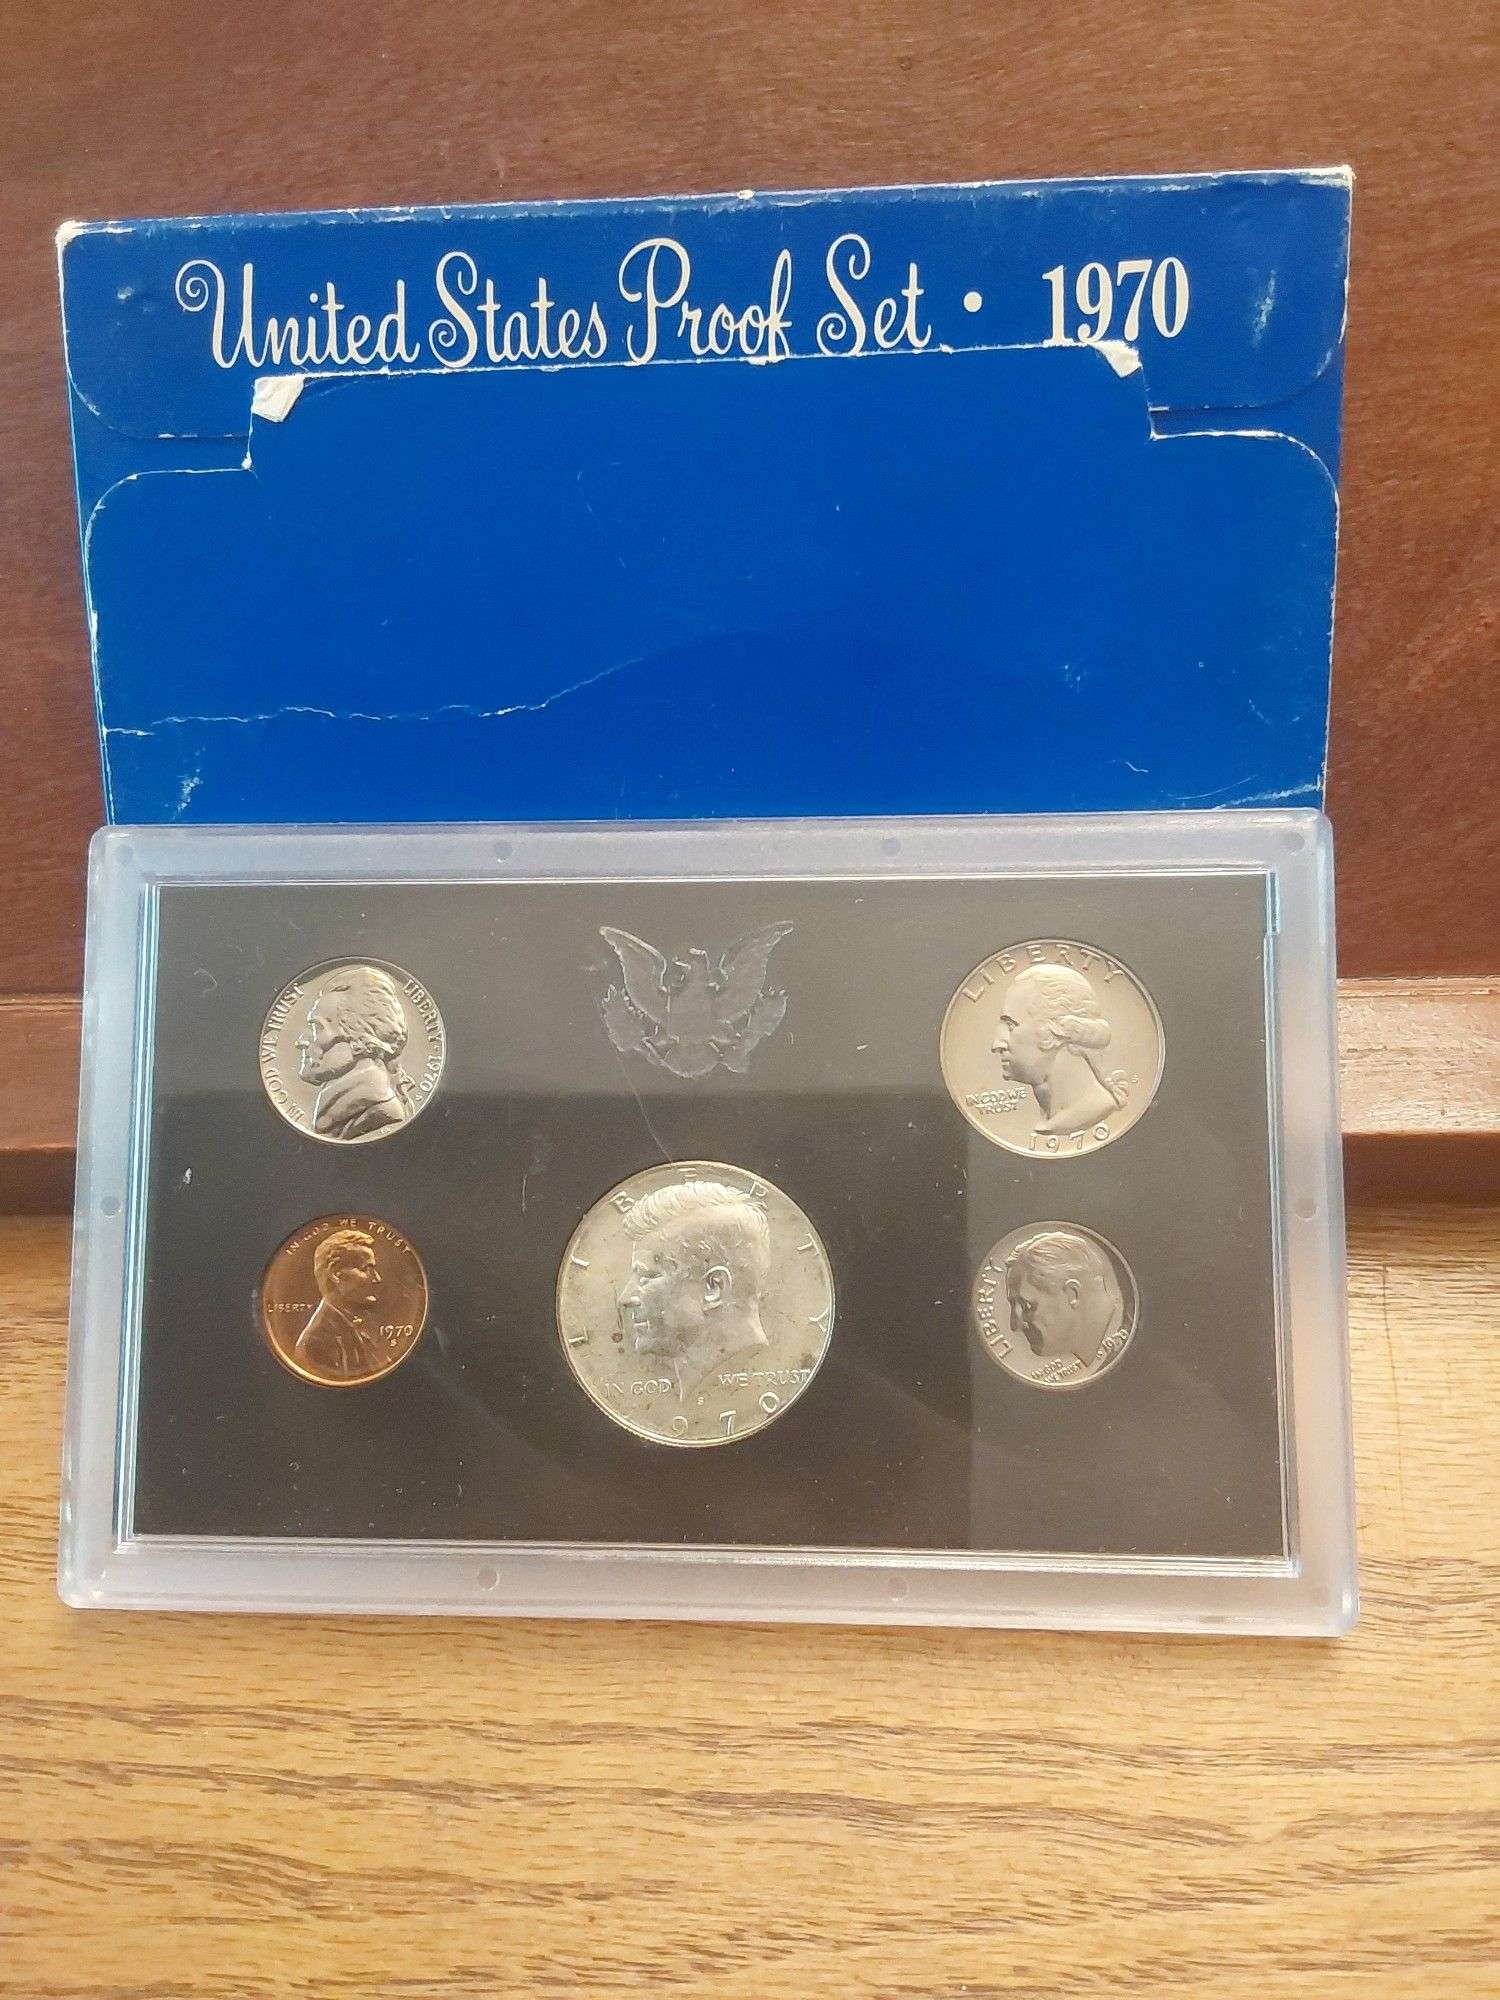 United States Proof Set • 1970
IN GOD WE TRUST
LIBERTY • 1970
S
LIBERTY
IN GOD WE
TRUST
S
1970
IN GOD WE TRUST
LIBERTY
1970
S
LIBERTY
IN GOD WE TRUST
S
1970
LIBERTY
IN GOD
WE TRUST
S 1970